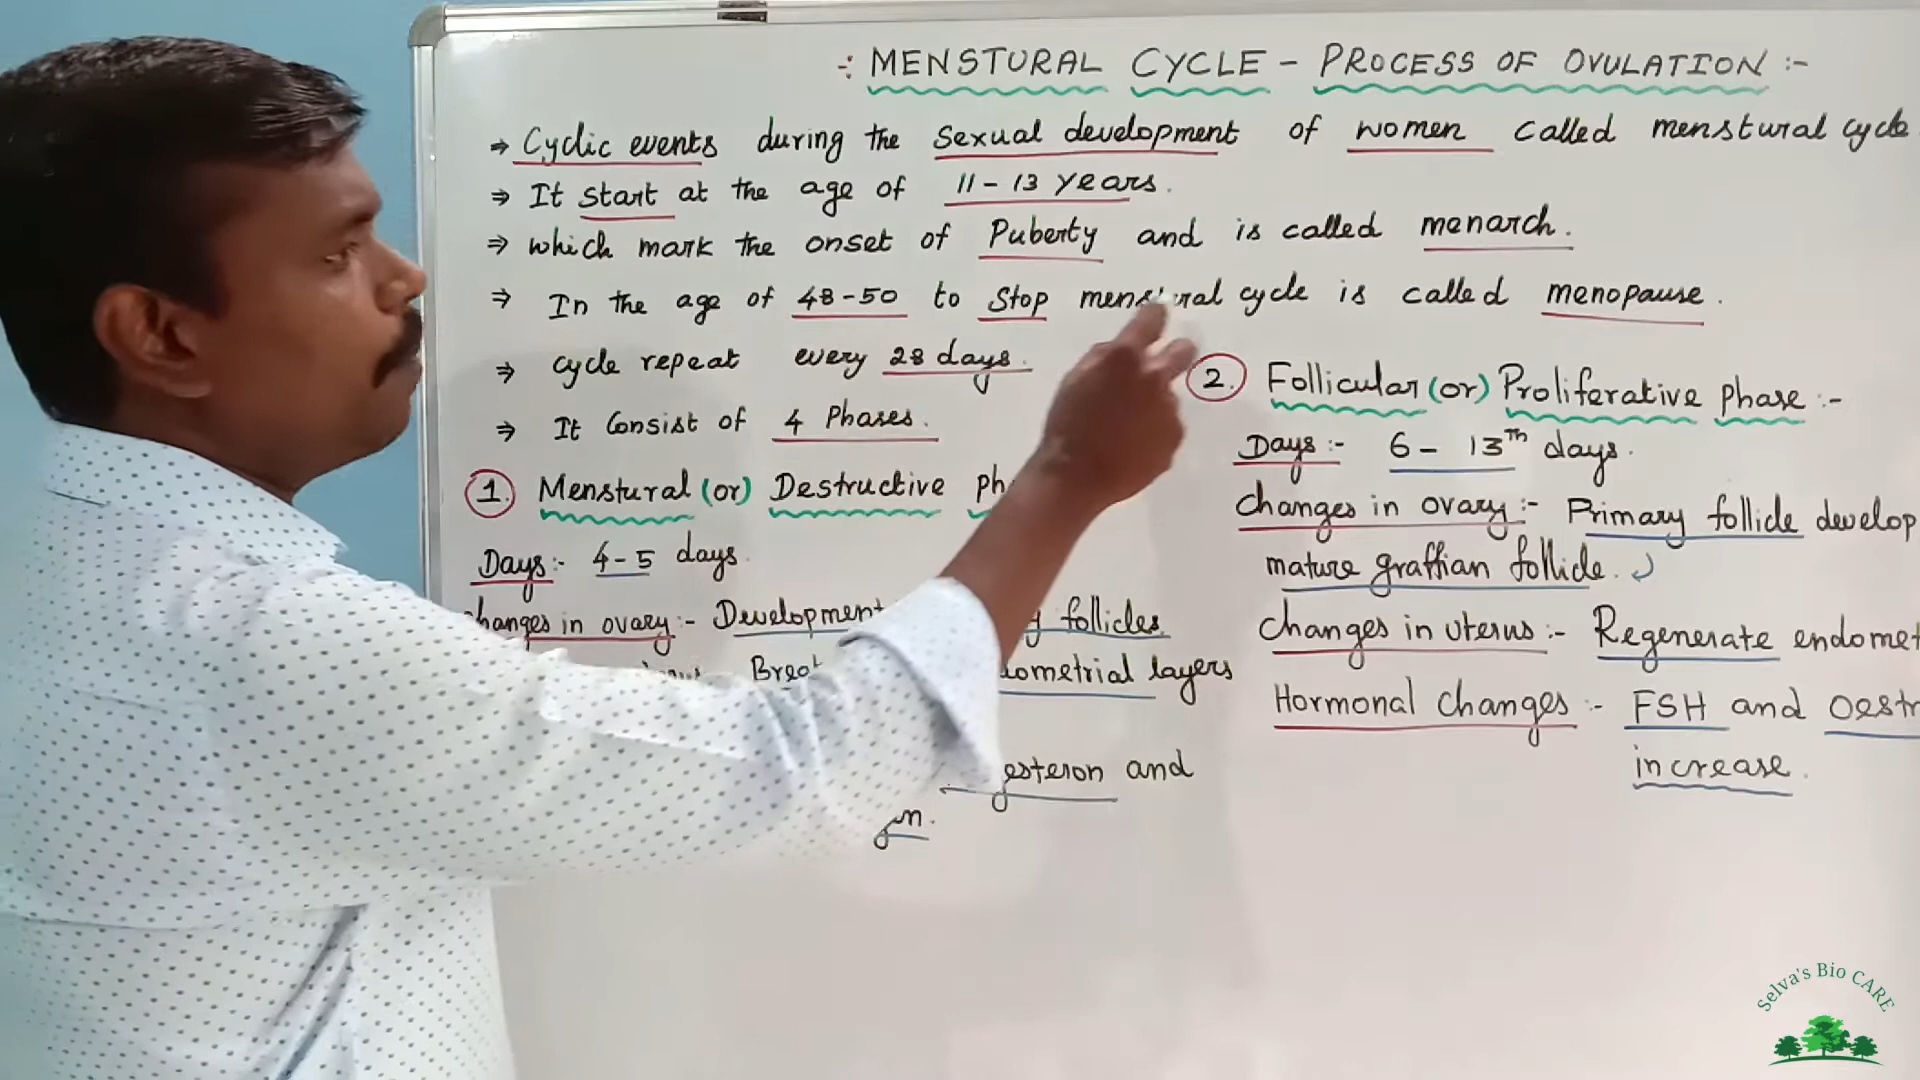 :- MENSTURAL CYCLE - PROCESS OF OVULATION :-
⇒ Cyclic events during the sexual development of women called menstural cycle
⇒ It start at the age of 11-13 years.
⇒ which mark the onset of Puberty and is called menarch.
⇒ In the age of 48-50 to stop menstural cycle is called menopause.
⇒ cycle repeat every 28 days.
⇒ It consist of 4 Phases.
1. Menstural (or) Destructive
Days:- 4-5 days.
changes in ovary:- Development follicles.
layers
and
2. Follicular (or) Proliferative phase:-
Days:- 6 - 13th days.
changes in ovary:- Primary follicle develop
mature graffian follicle.
changes in uterus:- Regenerate
Hormonal changes:- FSH and
increase.
Selva's Bio CARE